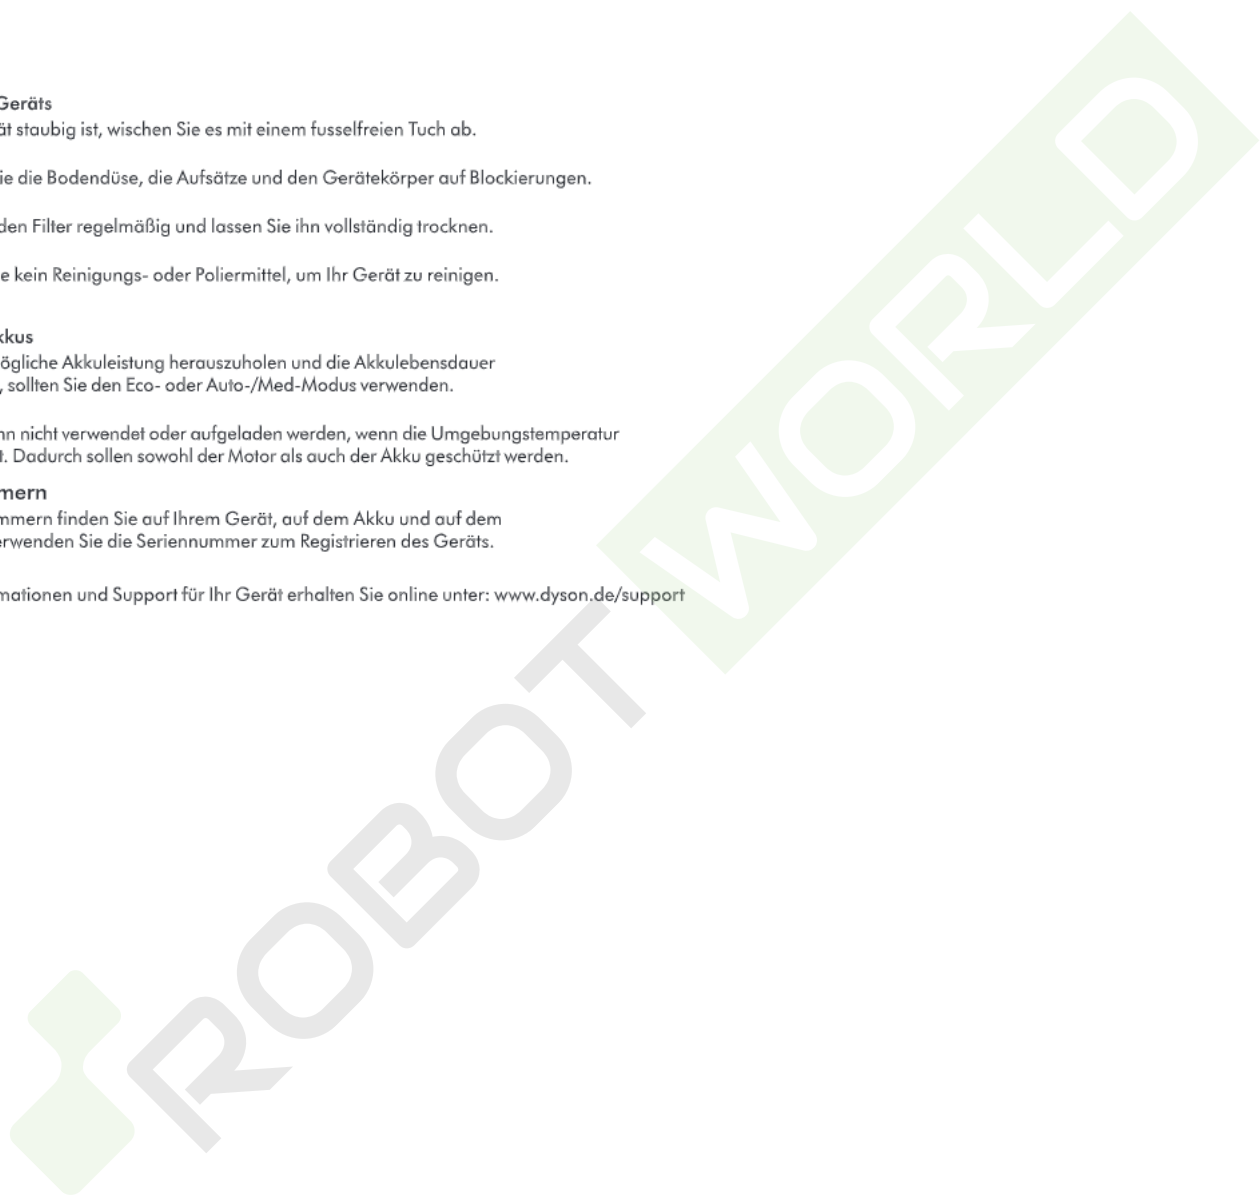 Geräts
ät staubig ist, wischen Sie es mit einem fusselfreien Tuch ab.
ie die Bodendüse, die Aufsätze und den Gerätekörper auf Blockierungen.
den Filter regelmäßig und lassen Sie ihn vollständig trocknen.
e kein Reinigungs- oder Poliermittel, um Ihr Gerät zu reinigen.
kkus
ögliche Akkuleistung herauszuholen und die Akkulebensdauer
, sollten Sie den Eco- oder Auto-/Med-Modus verwenden.
nn nicht verwendet oder aufgeladen werden, wenn die Umgebungstemperatur
t. Dadurch sollen sowohl der Motor als auch der Akku geschützt werden.
mern
mmern finden Sie auf Ihrem Gerät, auf dem Akku und auf dem
erwenden Sie die Seriennummer zum Registrieren des Geräts.
mationen und Support für Ihr Gerät erhalten Sie online unter: www.dyson.de/support
ROBOT WORLD